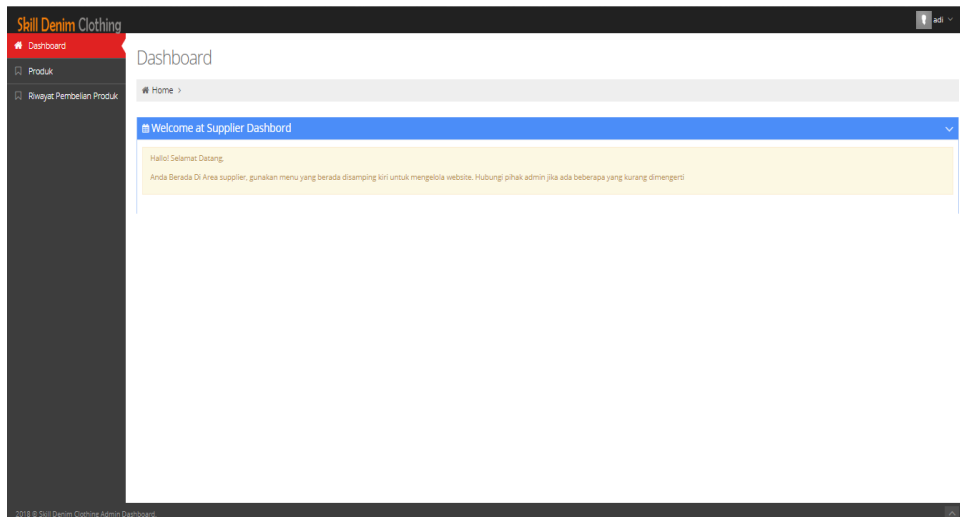 Skill Denim Clothing
adi
Dashboard
Produk
Riwayat Pembelian Produk
Dashboard
Home
Welcome at Supplier Dashbord
Hallo! Selamat Datang.
Anda Berada Di Area supplier, gunakan menu yang berada disamping kiri untuk mengelola website. Hubungi pihak admin jika ada beberapa yang kurang dimengerti
2018 © Skill Denim Clothing Admin Dashboard.